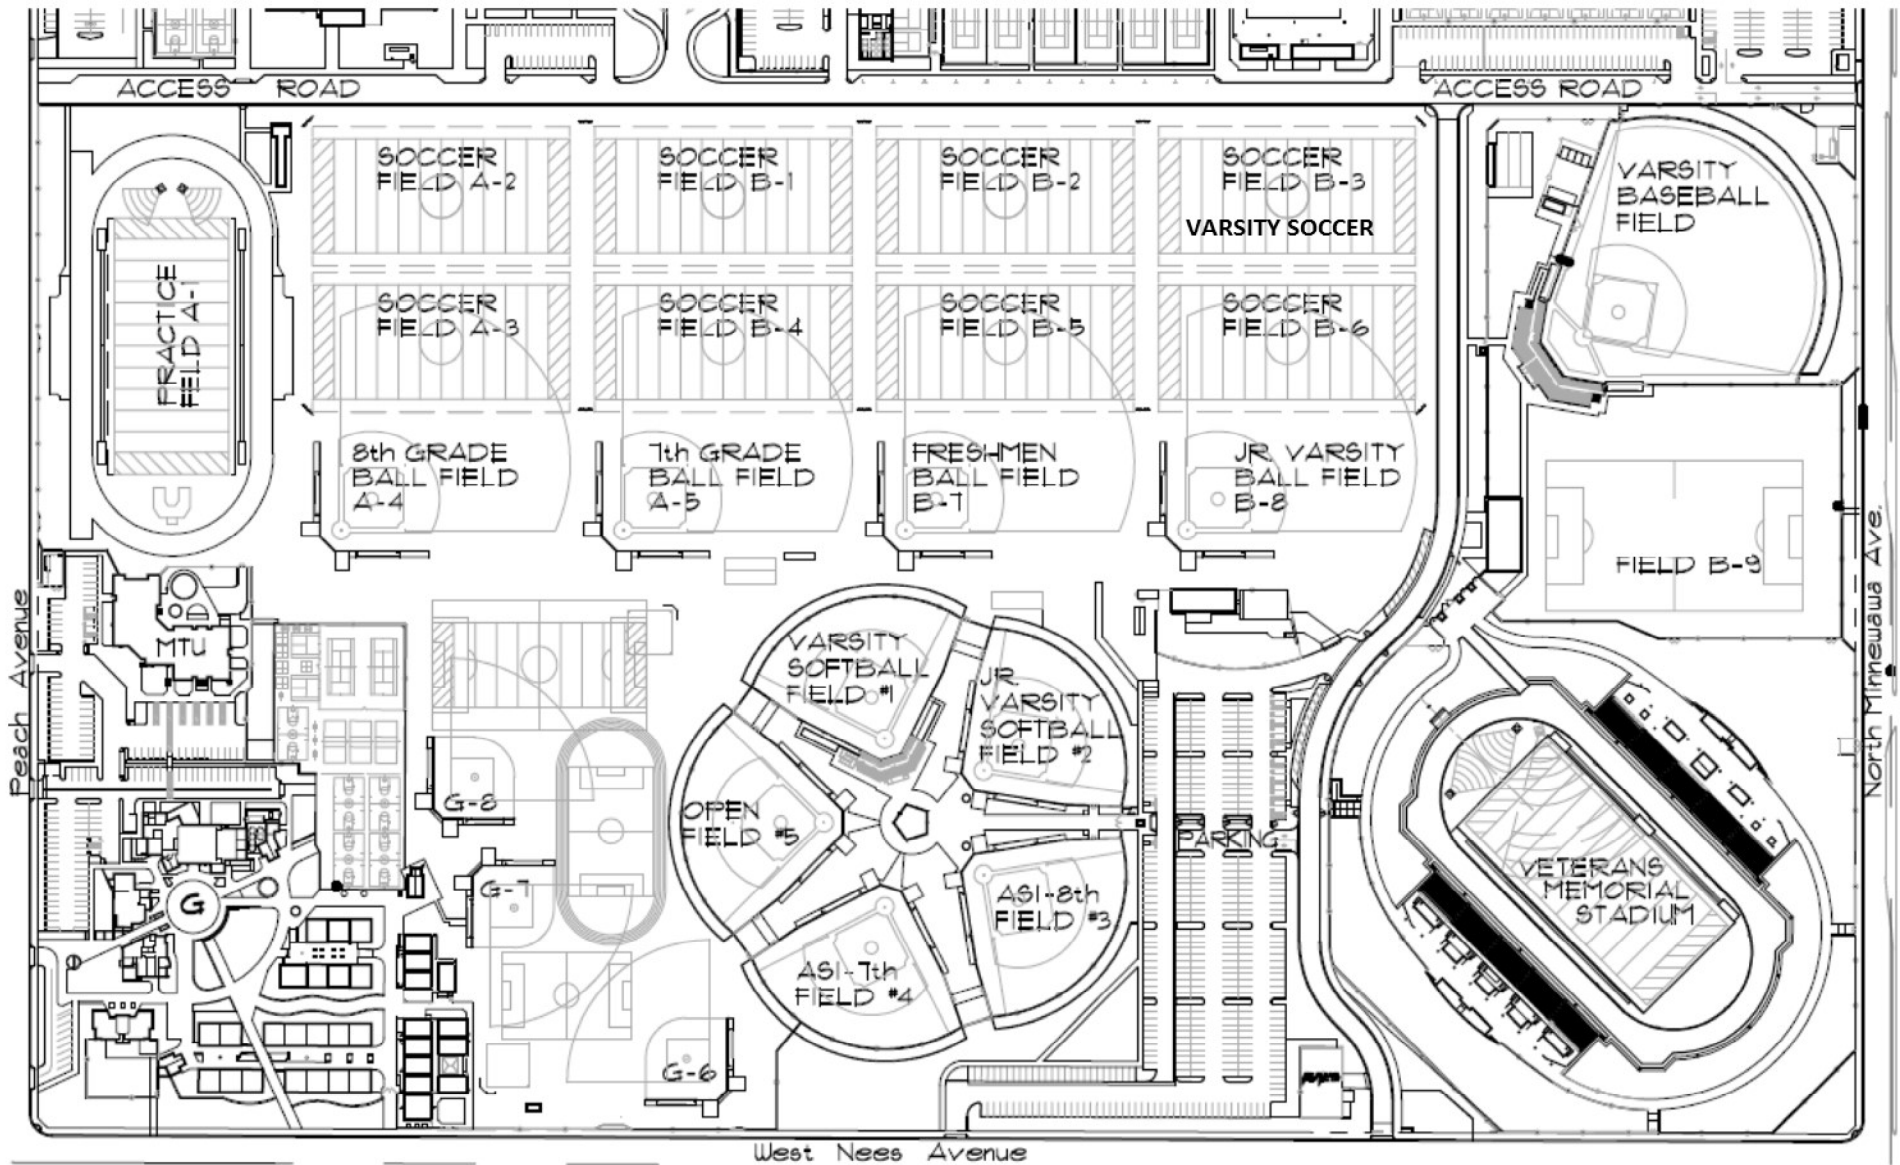 ACCESS ROAD
ACCESS ROAD
SOCCER
FIELD A-2
SOCCER
FIELD B-1
SOCCER
FIELD B-2
SOCCER
FIELD B-3
VARSITY SOCCER
VARSITY
BASEBALL
FIELD
PRACTICE
FIELD A-1
SOCCER
FIELD A-3
SOCCER
FIELD B-4
SOCCER
FIELD B-5
SOCCER
FIELD B-6
8th GRADE
BALL FIELD
A-4
7th GRADE
BALL FIELD
A-5
FRESHMEN
BALL FIELD
B-7
JR. VARSITY
BALL FIELD
B-8
FIELD B-9
Peach Avenue
North Minnewawa Ave.
MTU
VARSITY
SOFTBALL
FIELD #1
JR.
VARSITY
SOFTBALL
FIELD #2
G-8
OPEN
FIELD #5
PARKING
G-7
G
ASI-8th
FIELD #3
VETERANS
MEMORIAL
STADIUM
ASI-7th
FIELD #4
G-6
West Nees Avenue